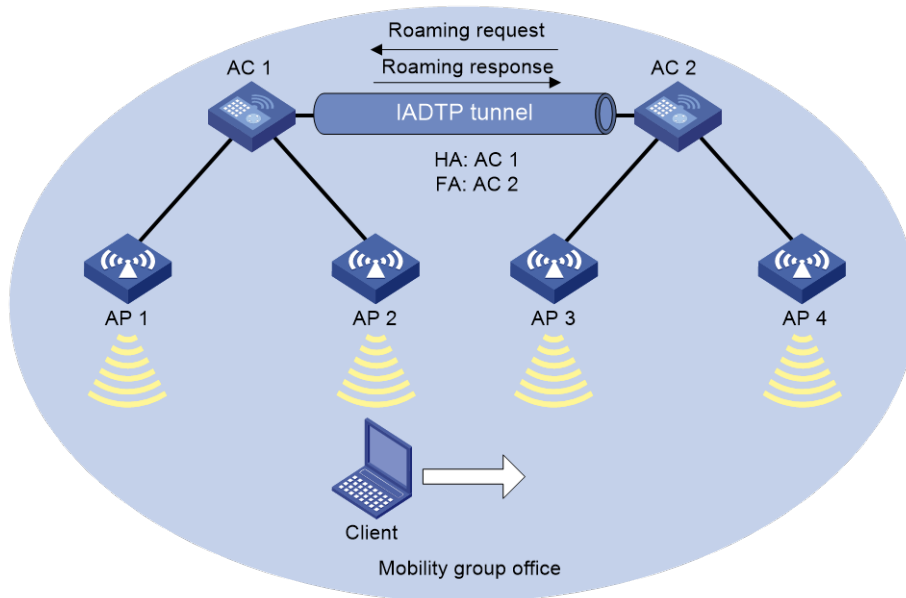 Roaming request
AC 1
Roaming response
AC 2
IADTP tunnel
HA: AC 1
FA: AC 2
AP 1
AP 2
AP 3
AP 4
Client
Mobility group office